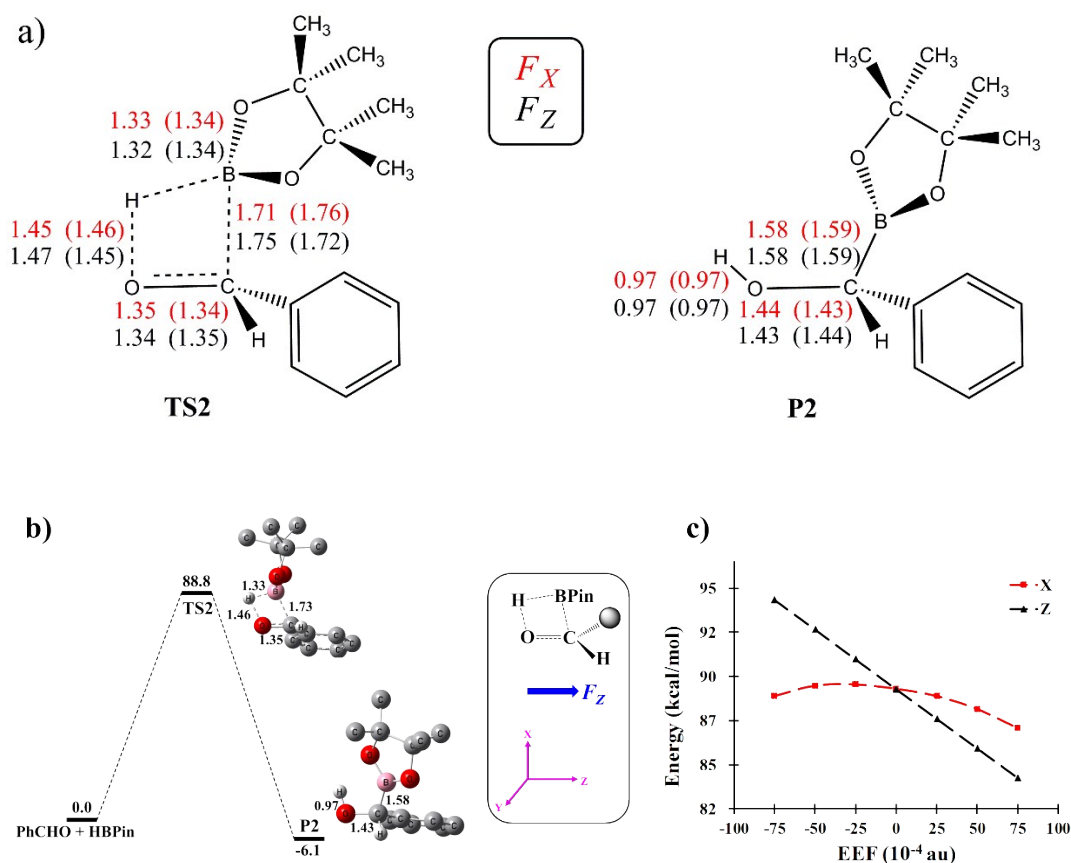 a)
CH₃
CH₃
CH₃
CH₃
C
C
O
O
B
H
O
C
H
1.33 (1.34)
1.32 (1.34)
1.45 (1.46)
1.47 (1.45)
1.71 (1.76)
1.75 (1.72)
1.35 (1.34)
1.34 (1.35)
TS2
F_X
F_Z
H₃C
CH₃
CH₃
CH₃
C
C
O
O
B
H
O
C
H
1.58 (1.59)
1.58 (1.59)
0.97 (0.97)
0.97 (0.97)
1.44 (1.43)
1.43 (1.44)
P2
b)
88.8
TS2
1.33
1.73
1.46
1.35
0.0
PhCHO + HBPin
0.97
1.58
1.43
P2
-6.1
H
BPin
O
C
H
F_Z
X
Z
Y
c)
Energy (kcal/mol)
95
92
90
87
85
82
-100 -75 -50 -25 0 25 50 75 100
EEF (10⁻⁴ au)
X
Z